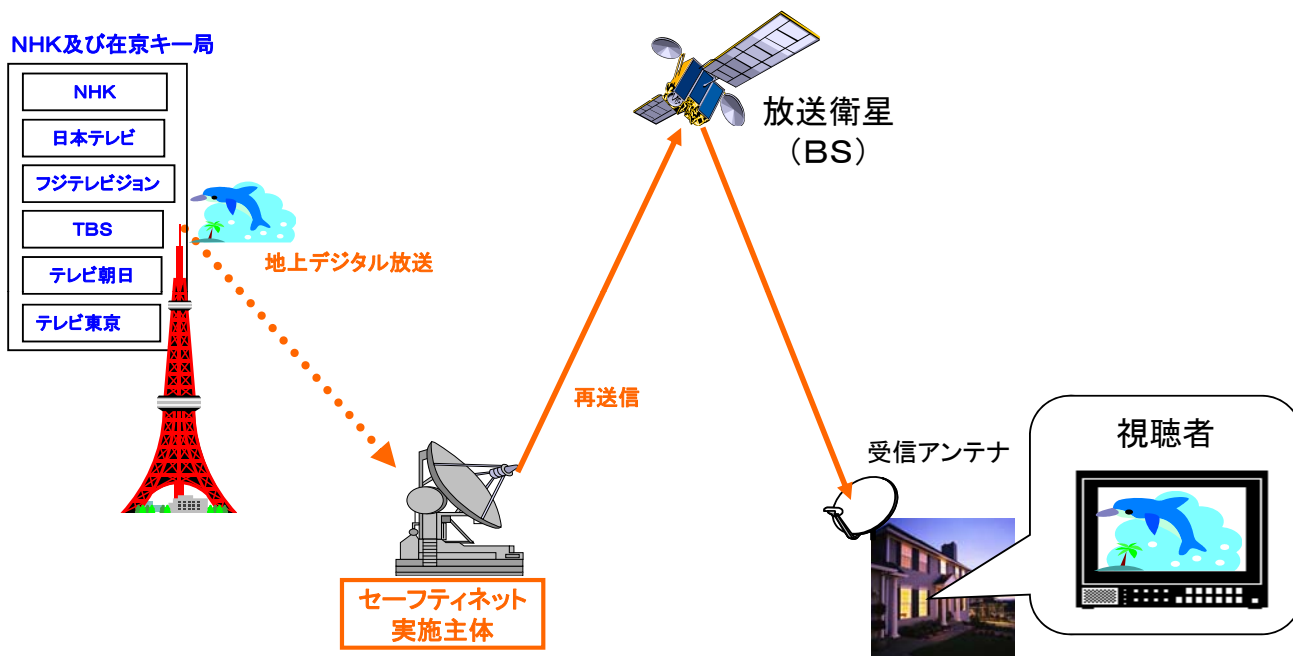 NHK及び在京キー局
NHK
日本テレビ
フジテレビジョン
TBS
テレビ朝日
テレビ東京
地上デジタル放送
放送衛星
（BS）
再送信
セーフティネット
実施主体
受信アンテナ
視聴者